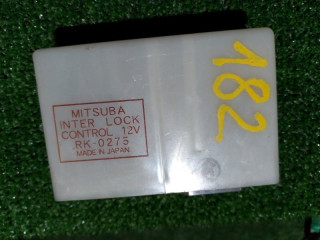 MITSUBA
INTER LOCK
CONTROL 12V
RK-0275
MADE IN JAPAN
182